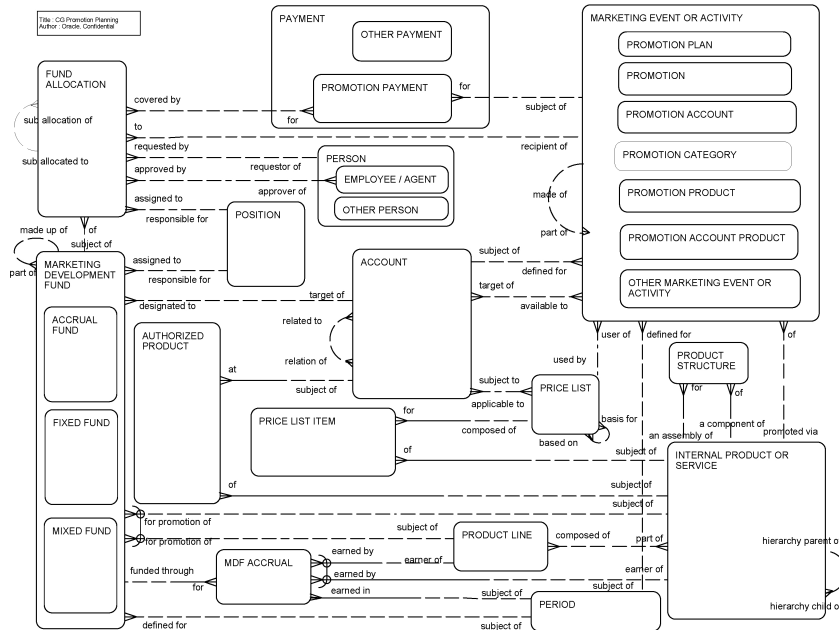 Title : CG Promotion Planning
Author : Oracle. Confidential
PAYMENT
OTHER PAYMENT
PROMOTION PAYMENT
for
for
MARKETING EVENT OR ACTIVITY
PROMOTION PLAN
PROMOTION
PROMOTION ACCOUNT
PROMOTION CATEGORY
PROMOTION PRODUCT
PROMOTION ACCOUNT PRODUCT
OTHER MARKETING EVENT OR
ACTIVITY
subject of
recipient of
made of
part of
FUND
ALLOCATION
sub allocation of
sub allocated to
covered by
to
requested by
approved by
assigned to
requestor of
approver of
responsible for
PERSON
EMPLOYEE / AGENT
OTHER PERSON
POSITION
made up of
part of
of
subject of
MARKETING
DEVELOPMENT
FUND
ACCRUAL
FUND
FIXED FUND
MIXED FUND
assigned to
responsible for
designated to
target of
ACCOUNT
related to
relation of
subject of
defined for
target of
available to
AUTHORIZED
PRODUCT
at
subject of
of
subject of
subject to
applicable to
PRICE LIST
used by
basis for
based on
user of
defined for
of
PRODUCT
STRUCTURE
for
of
an assembly of
a component of
promoted via
PRICE LIST ITEM
for
composed of
of
subject of
INTERNAL PRODUCT OR
SERVICE
hierarchy parent o
hierarchy child o
for promotion of
subject of
for promotion of
subject of
PRODUCT LINE
composed of
part of
funded through
for
MDF ACCRUAL
earned by
earner of
earned by
earner of
earned in
subject of
subject of
PERIOD
defined for
subject of